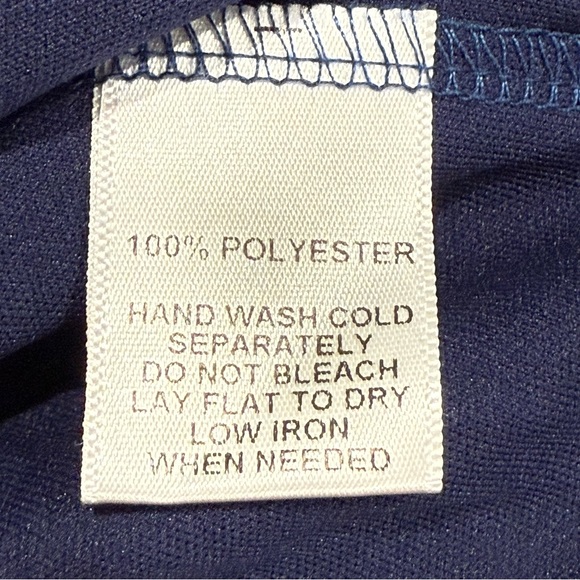 100% POLYESTER
HAND WASH COLD
SEPARATELY
DO NOT BLEACH
LAY FLAT TO DRY
LOW IRON
WHEN NEEDED